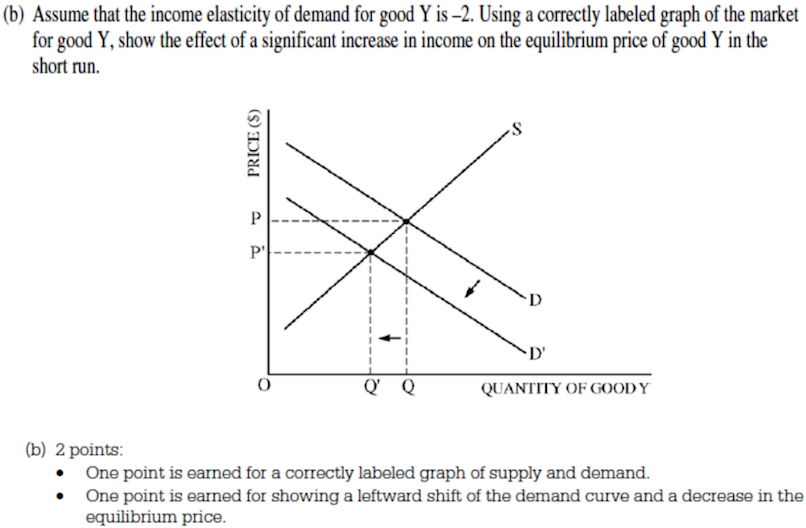 (b) Assume that the income elasticity of demand for good Y is –2. Using a correctly labeled graph of the market
for good Y, show the effect of a significant increase in income on the equilibrium price of good Y in the
short run.
PRICE ($)
S
P
P'
D
D'
O
Q' Q
QUANTITY OF GOOD Y
(b) 2 points:
• One point is earned for a correctly labeled graph of supply and demand.
• One point is earned for showing a leftward shift of the demand curve and a decrease in the
equilibrium price.